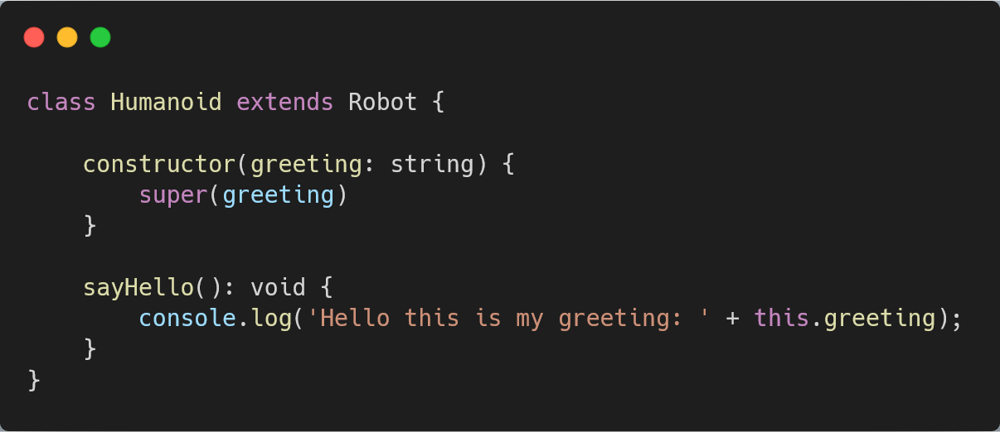 class Humanoid extends Robot {
    constructor(greeting: string) {
        super(greeting)
    }
    sayHello(): void {
        console.log('Hello this is my greeting: ' + this.greeting);
    }
}